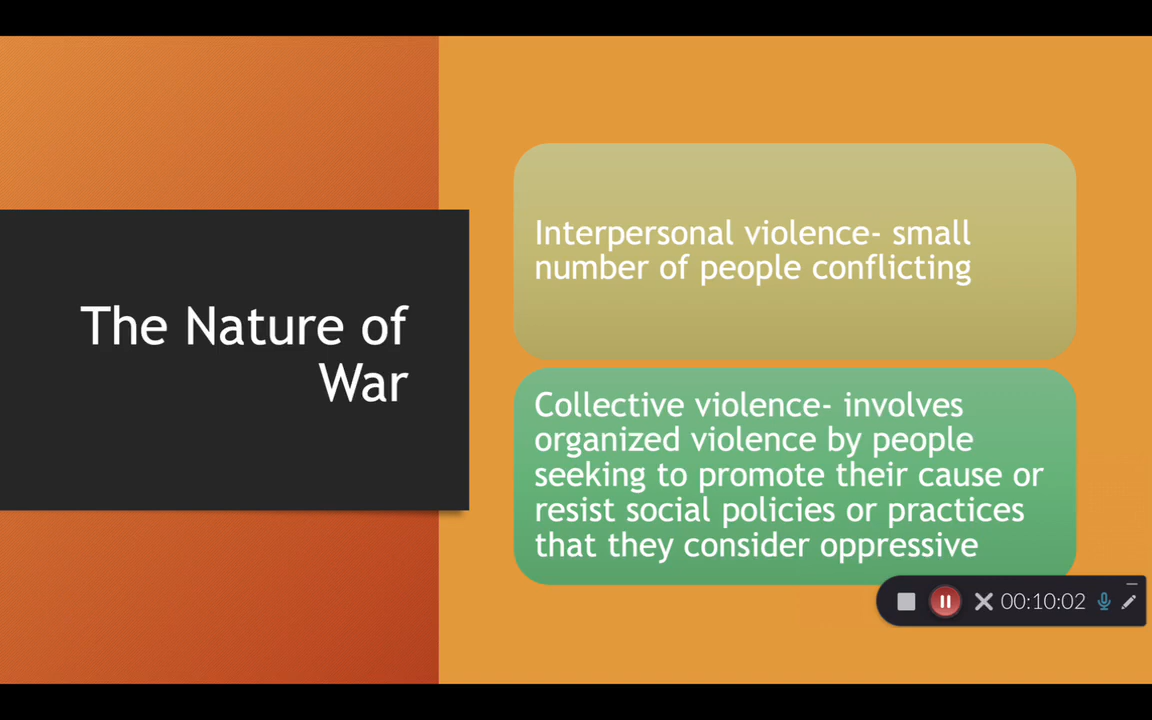 The Nature of
War
Interpersonal violence- small
number of people conflicting
Collective violence- involves
organized violence by people
seeking to promote their cause or
resist social policies or practices
that they consider oppressive
00:10:02